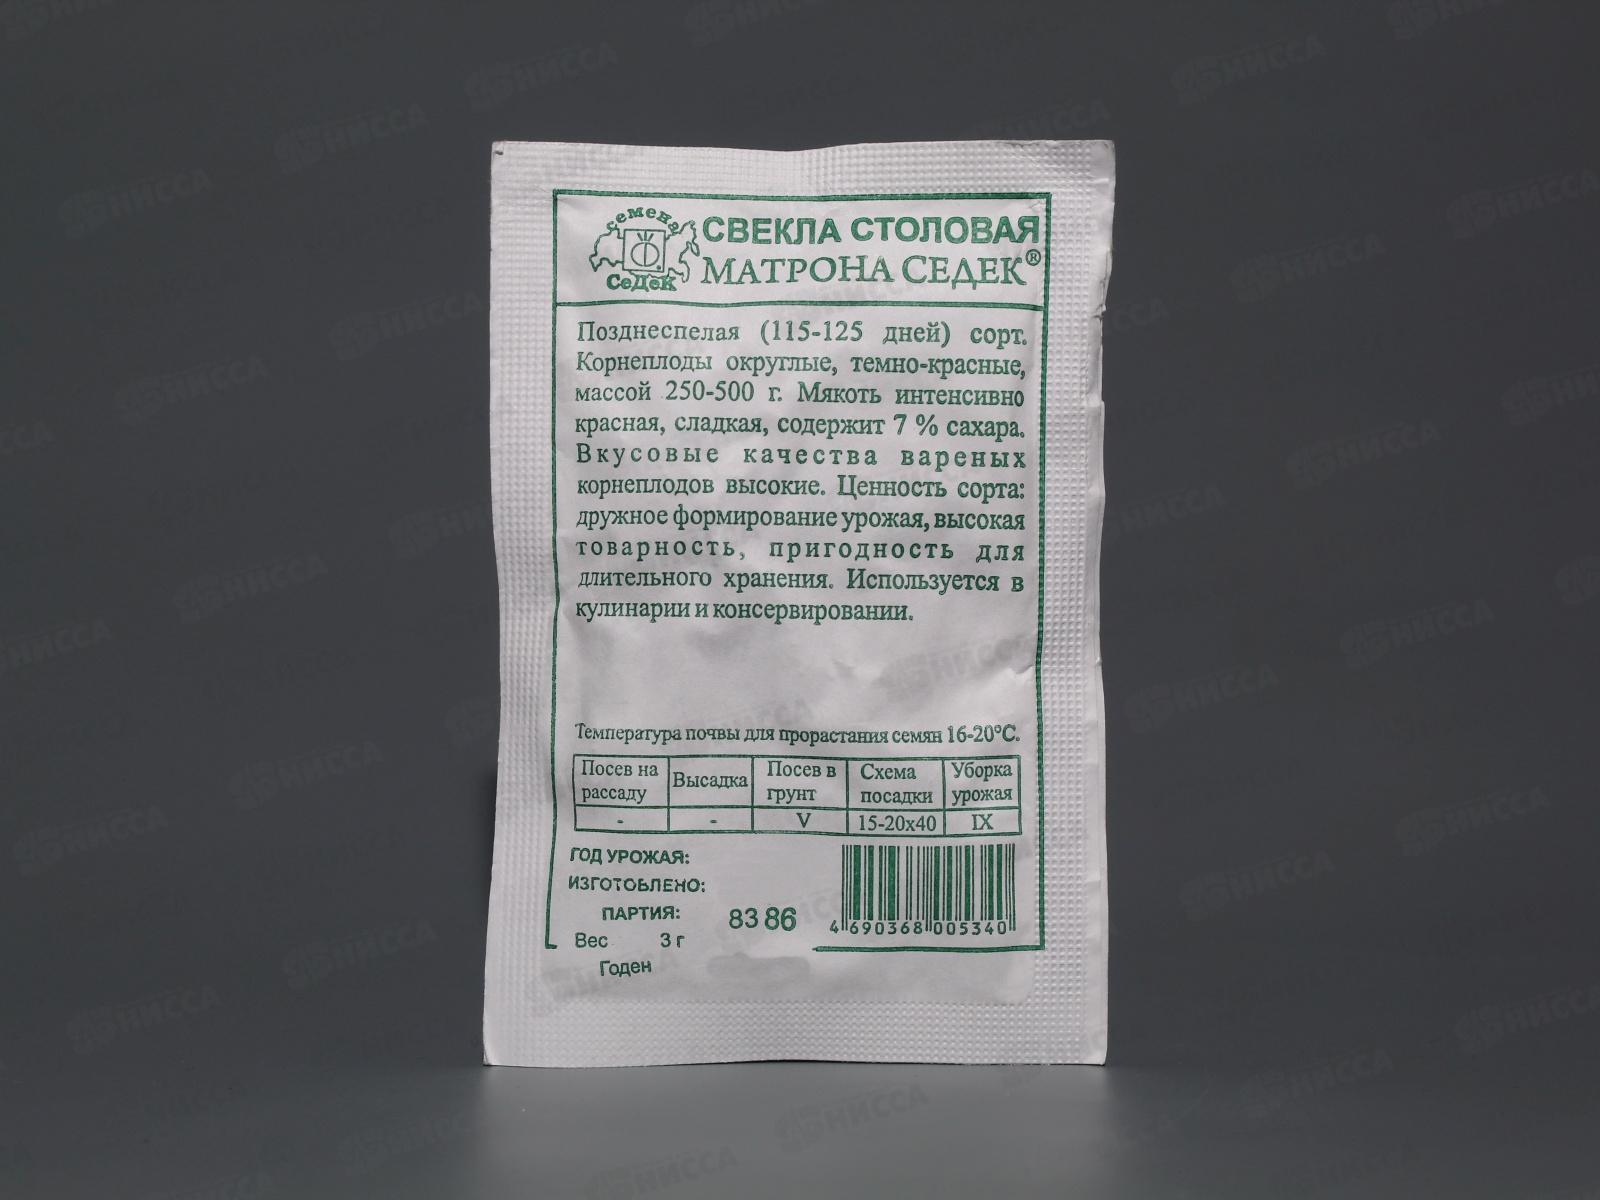 семена
СеДеК
СВЕКЛА СТОЛОВАЯ
МАТРОНА СЕДЕК®
Позднеспелая (115-125 дней) сорт.
Корнеплоды округлые, темно-красные,
массой 250-500 г. Мякоть интенсивно
красная, сладкая, содержит 7 % сахара.
Вкусовые качества вареных
корнеплодов высокие. Ценность сорта:
дружное формирование урожая, высокая
товарность, пригодность для
длительного хранения. Используется в
кулинарии и консервировании.
Температура почвы для прорастания семян 16-20°С.
Посев на рассаду Высадка Посев в грунт Схема посадки Уборка урожая
- - V 15-20х40 IX
ГОД УРОЖАЯ:
ИЗГОТОВЛЕНО:
ПАРТИЯ: 8386
Вес 3 г
Годен
4 690368 005340
НИССА